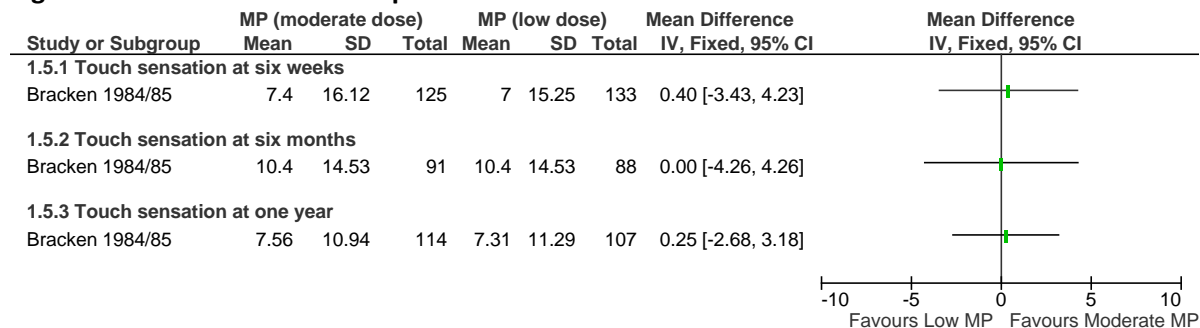 MP (moderate dose) MP (low dose) Mean Difference Mean Difference
Study or Subgroup Mean SD Total Mean SD Total IV, Fixed, 95% CI IV, Fixed, 95% CI
1.5.1 Touch sensation at six weeks
Bracken 1984/85 7.4 16.12 125 7 15.25 133 0.40 [-3.43, 4.23]
1.5.2 Touch sensation at six months
Bracken 1984/85 10.4 14.53 91 10.4 14.53 88 0.00 [-4.26, 4.26]
1.5.3 Touch sensation at one year
Bracken 1984/85 7.56 10.94 114 7.31 11.29 107 0.25 [-2.68, 3.18]
-10 -5 0 5 10
Favours Low MP Favours Moderate MP